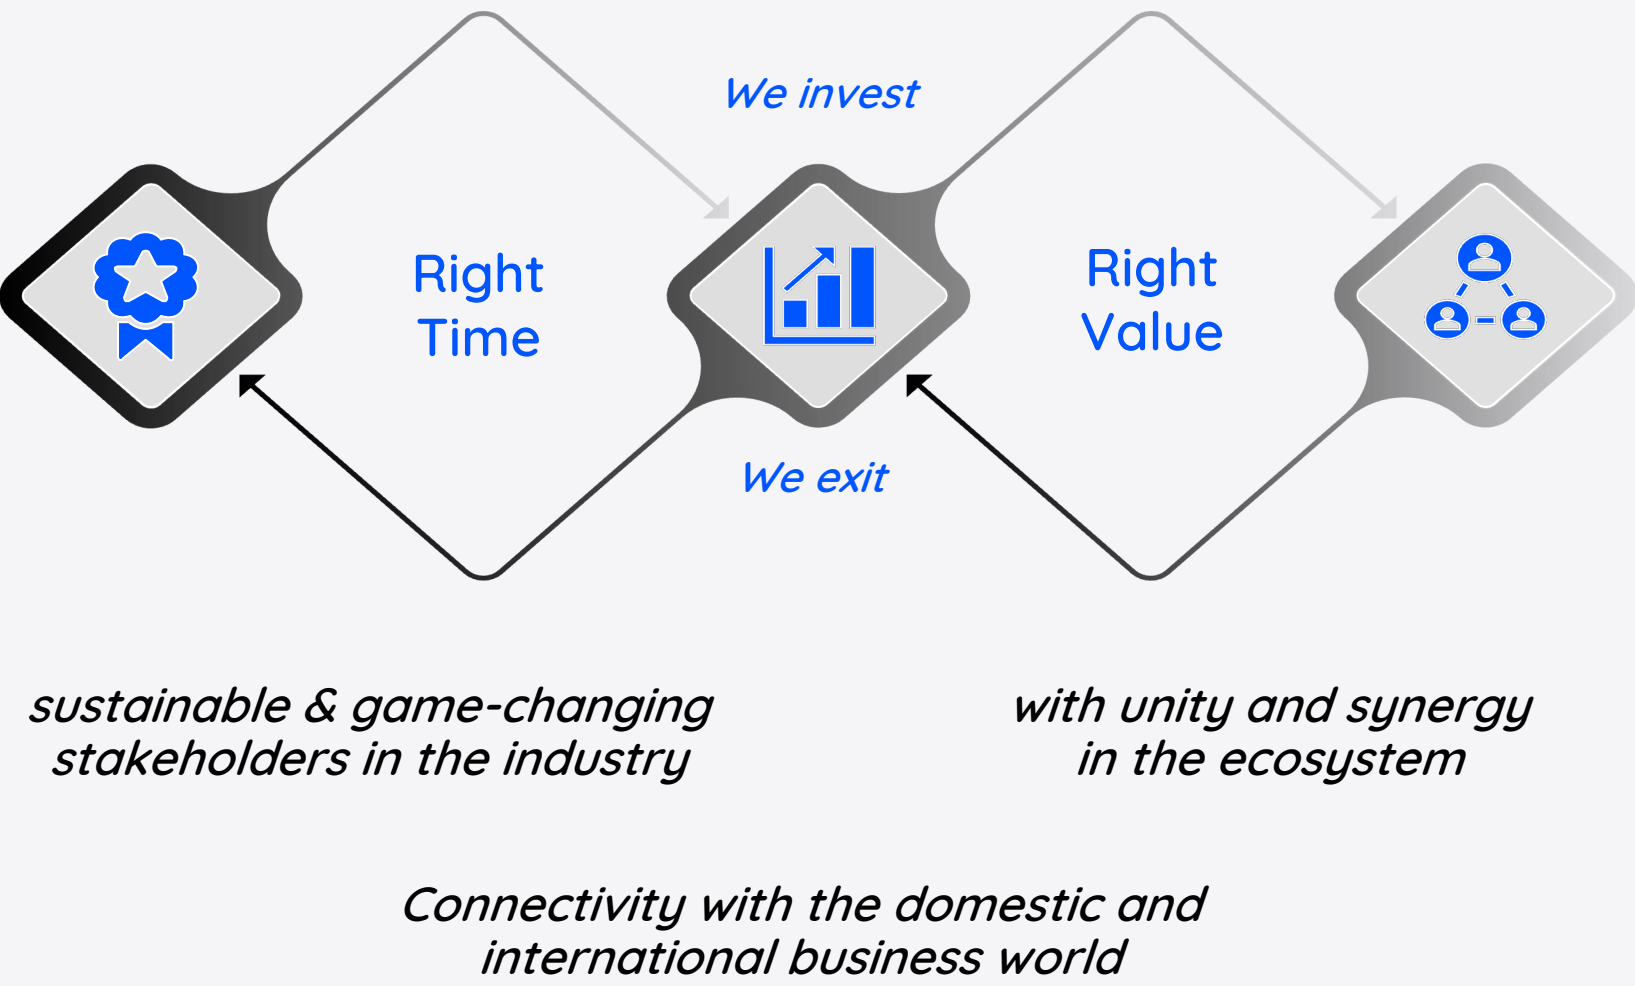 We invest
Right
Time
Right
Value
We exit
sustainable & game-changing
stakeholders in the industry
with unity and synergy
in the ecosystem
Connectivity with the domestic and
international business world